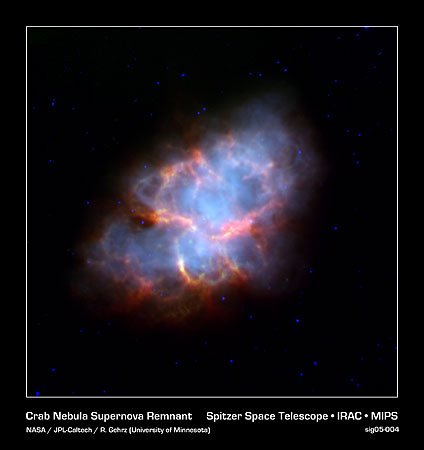 Crab Nebula Supernova Remnant Spitzer Space Telescope • IRAC • MIPS
NASA / JPL-Caltech / R. Gehrz (University of Minnesota) sig05-004